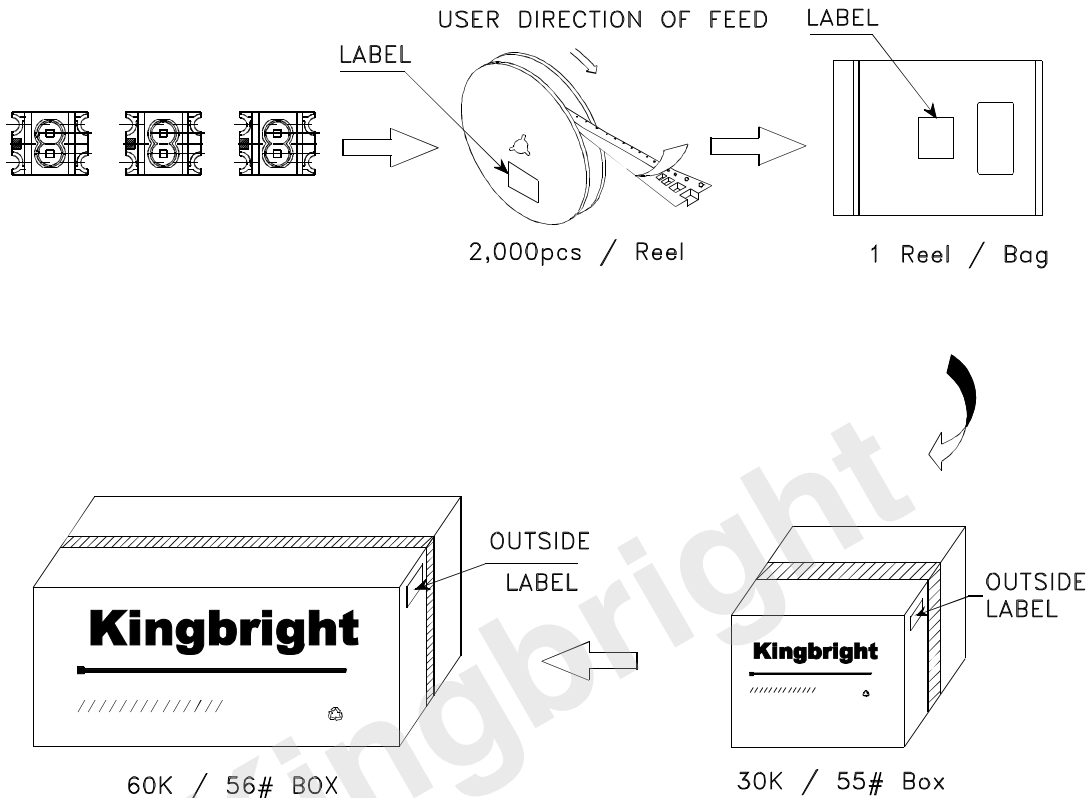 USER DIRECTION OF FEED
LABEL
LABEL
2,000pcs / Reel
1 Reel / Bag
OUTSIDE
LABEL
Kingbright
60K / 56# BOX
OUTSIDE
LABEL
Kingbright
30K / 55# Box
Kingbright